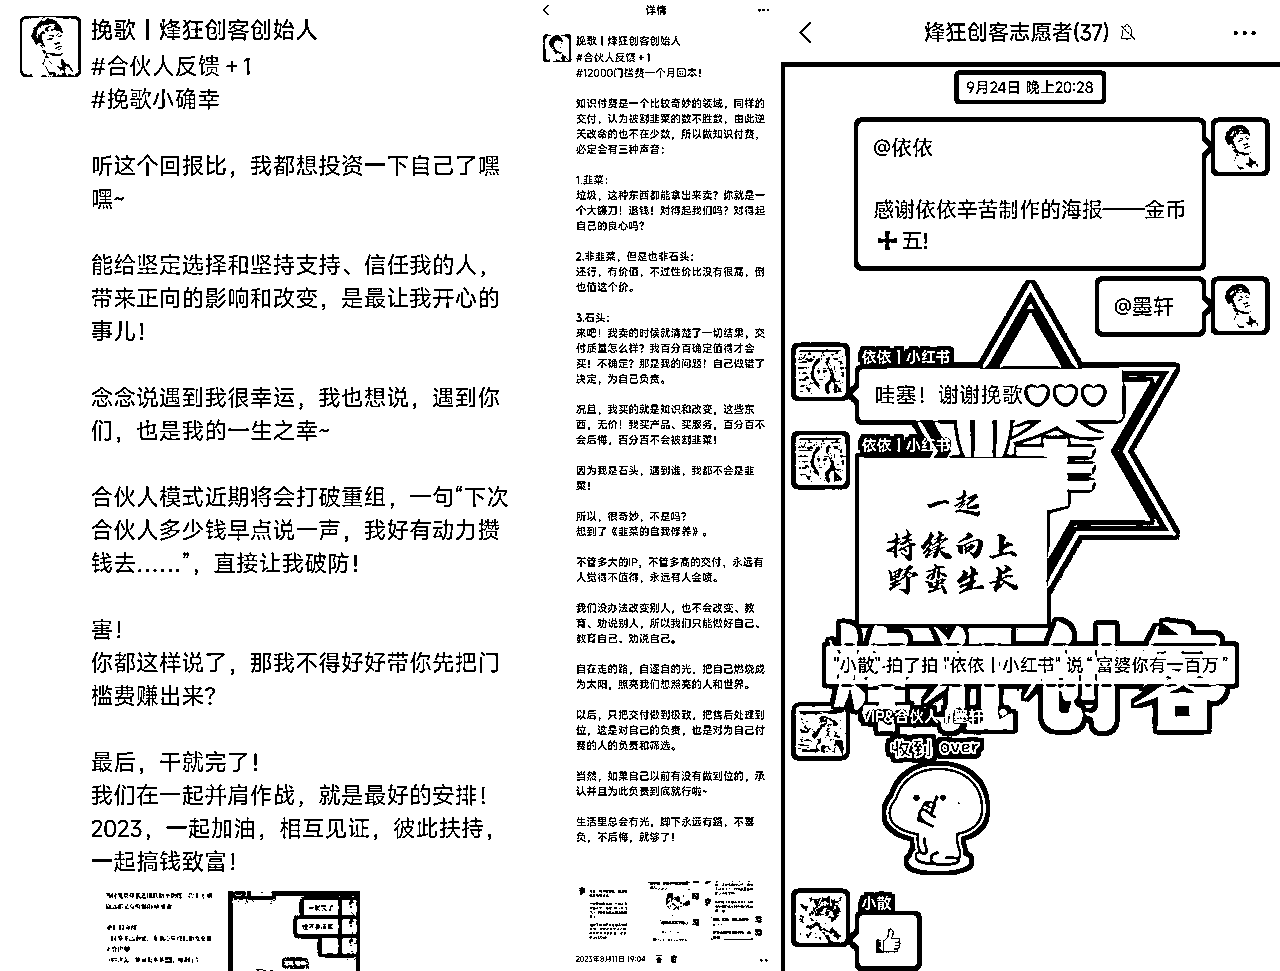 挽歌丨烽狂创客创始人
#合伙人反馈+1
#挽歌小确幸
听这个回报比，我都想投资一下自己了嘿
嘿~
能给坚定选择和坚持支持、信任我的人，
带来正向的影响和改变，是最让我开心的
事儿！
念念说遇到我很幸运，我也想说，遇到你
们，也是我的一生之幸~
合伙人模式近期将会打破重组，一句“下次
合伙人多少钱早点说一声，我好有动力攒
钱去......”，直接让我破防！
害！
你都这样说了，那我不得好好带你先把门
槛费赚出来？
最后，干就完了！
我们在一起并肩作战，就是最好的安排！
2023，一起加油，相互见证，彼此扶持，
一起搞钱致富！
详情
挽歌丨烽狂创客创始人
#合伙人反馈+1
#12000门槛费一个月回本！
知识付费是一个比较奇妙的领域，同样的
交付，认为被割韭菜的数不胜数，由此逆
天改命的也不在少数，所以做知识付费，
必定会有三种声音：
1.韭菜：
垃圾，这种东西都能拿出来卖？你就是一
个大镰刀！退钱！对得起我们吗？对得起
自己的良心吗？
2.非韭菜，但是也非石头：
还行，有价值，不过性价比没有很高，倒
也值这个价。
3.石头：
来吧！我卖的时候就清楚了一切结果，交
付质量怎么样？我百分百确定值得才会
买！不确定？那是我的问题！自己做错了
决定，为自己负责。
况且，我买的就是知识和改变，这些东
西，无价！我买产品、买服务，百分百不
会后悔，百分百不会被割韭菜！
因为我是石头，遇到谁，我都不会是韭
菜！
所以，很奇妙，不是吗？
想到了《韭菜的自我修养》。
不管多大的IP，不管多高的交付，永远有
人觉得不值得，永远有人会喷。
我们没办法改变别人，也不会改变、教
育、劝说别人，所以我们只能做好自己、
教育自己、劝说自己。
自在走的路，自逐自的光，把自己燃烧成
为太阳，照亮我们想照亮的人和世界。
以后，只把交付做到极致，把售后处理到
位，这是对自己的负责，也是对为自己付
费的人的负责和筛选。
当然，如果自己以前有没有做到位的，承
认并且为此负责到底就行啦~
生活里总会有光，脚下永远有路，不喜
负，不后悔，就够了！
2023年8月11日 19:04
烽狂创客志愿者(37)
9月24日 晚上20:28
@依依
感谢依依辛苦制作的海报——金币
➕五!
@墨轩
依依丨小红书
哇塞！谢谢挽歌
依依丨小红书
一起
持续向上
野蛮生长
烽狂创客
"小散" 拍了拍 "依依丨小红书" 说 “富婆你有一百万”
VIP&合伙人丨墨轩
收到 over
小散